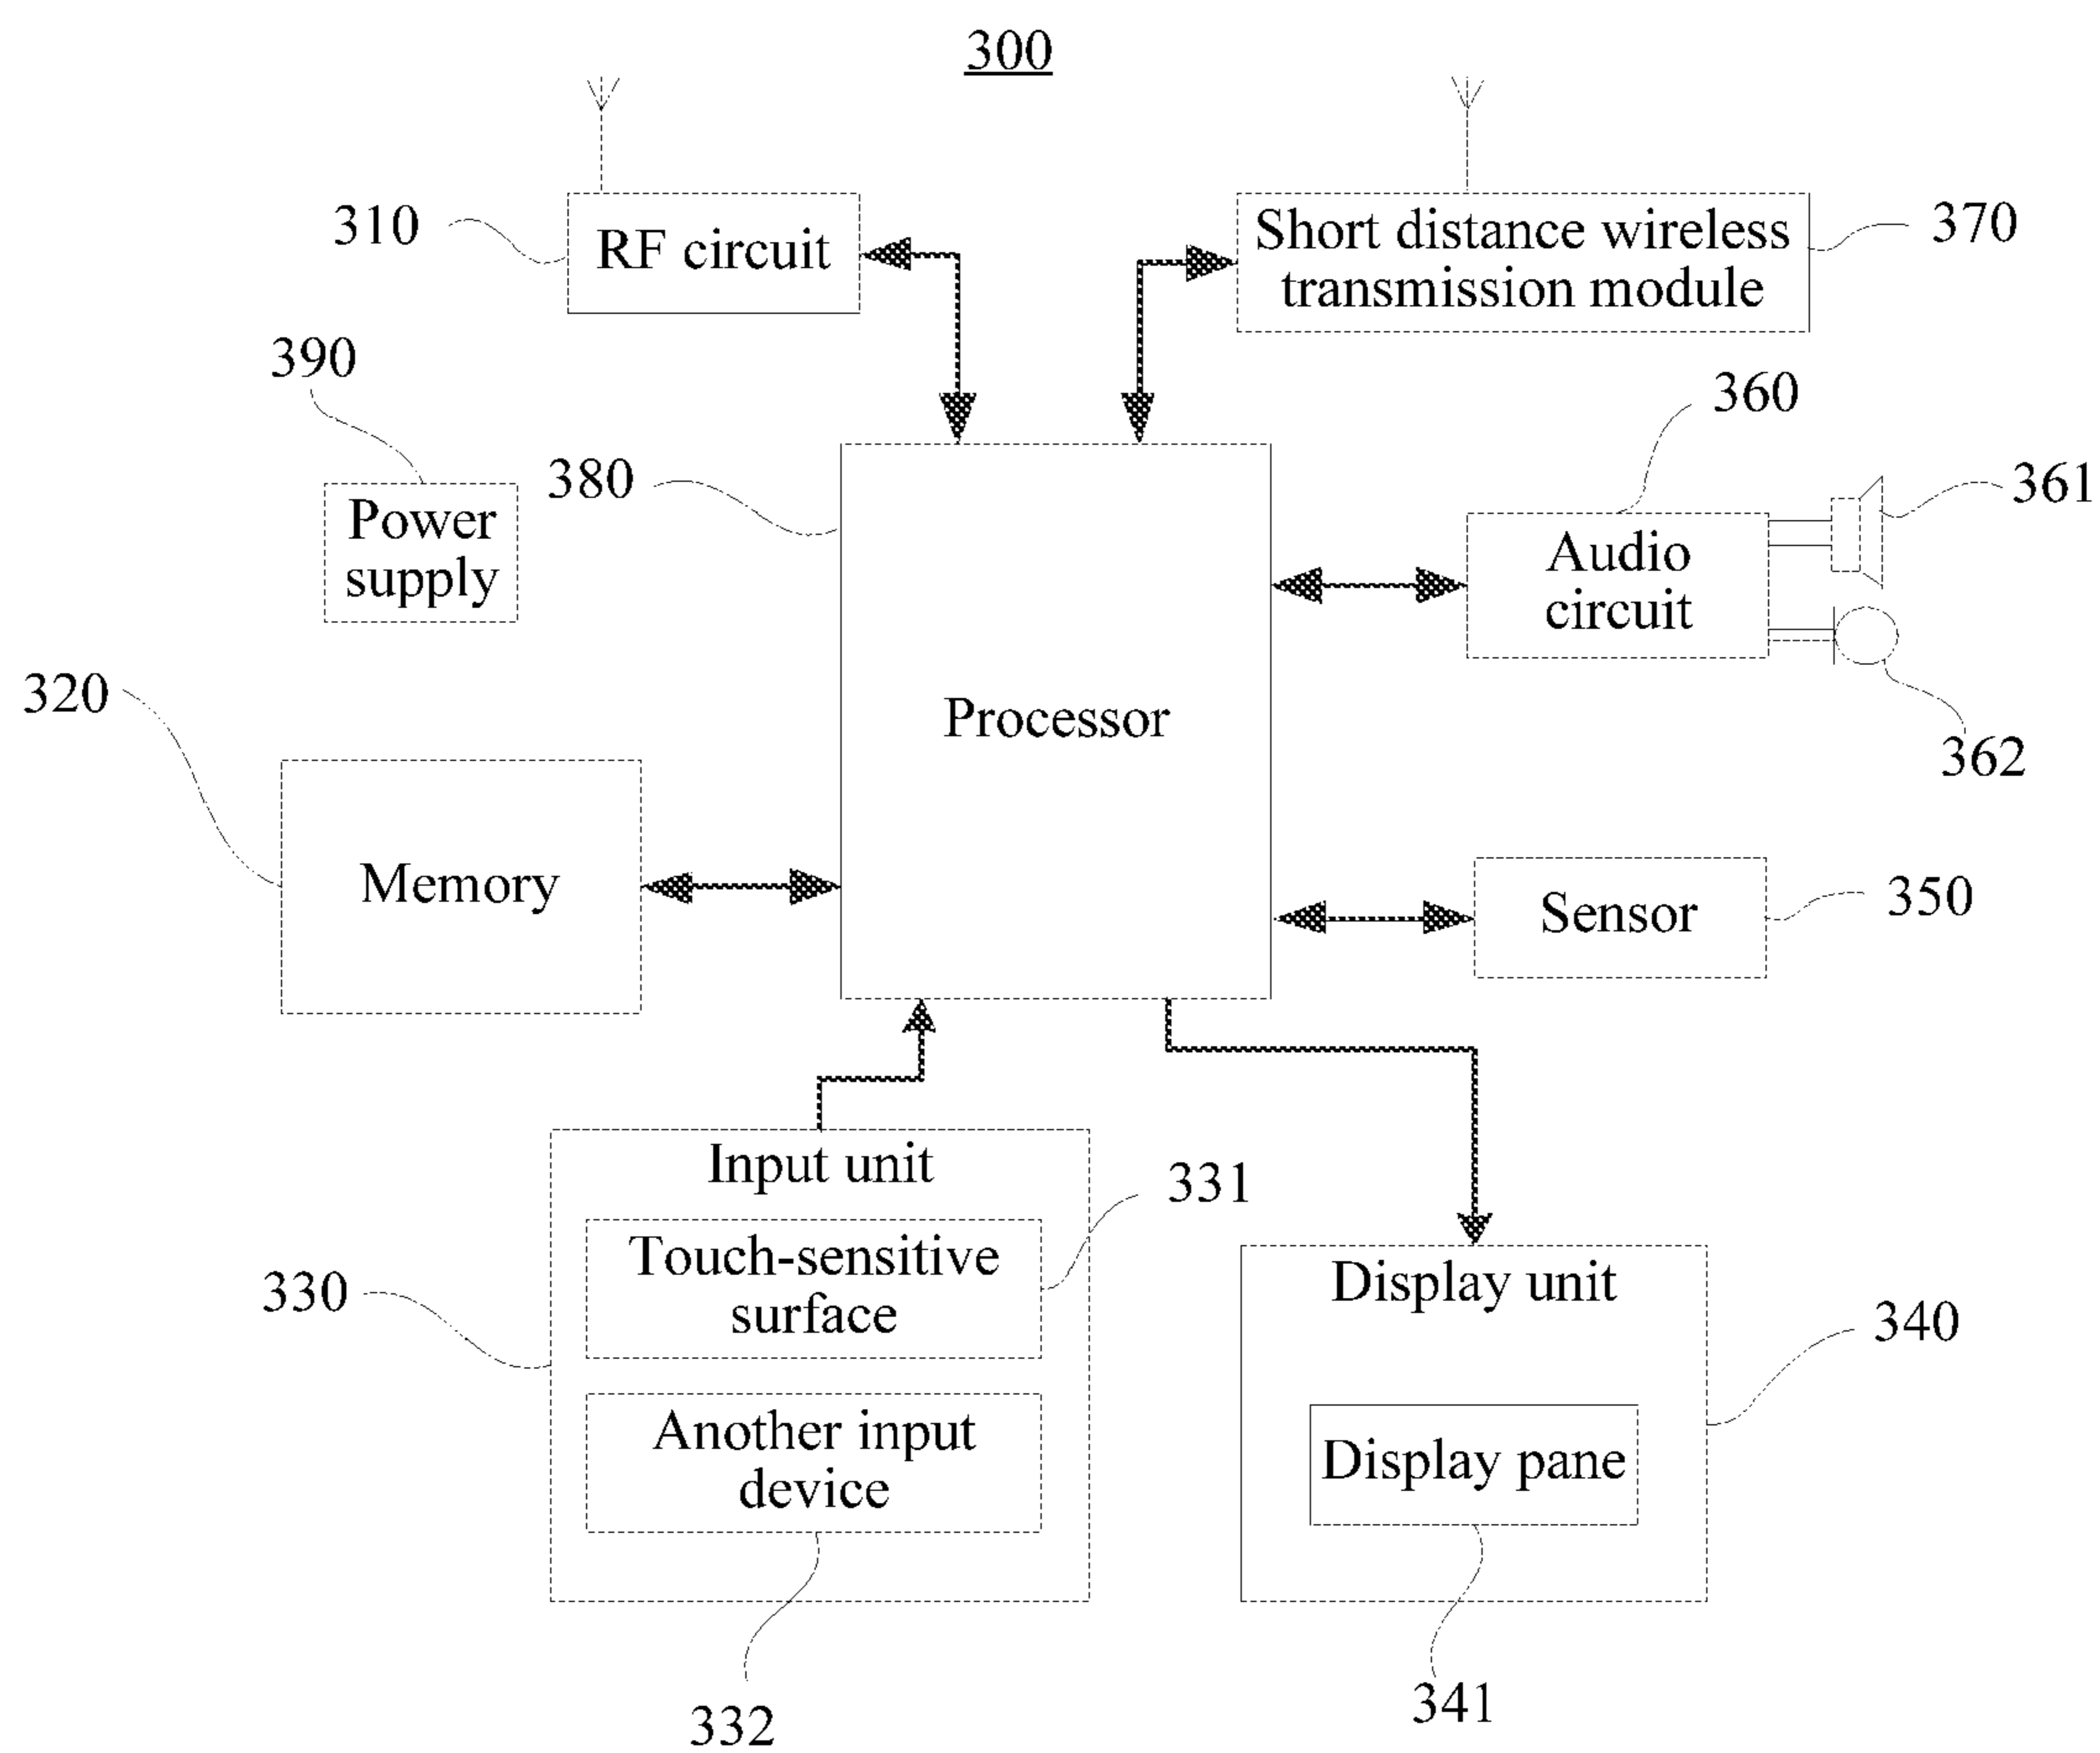 300
310
RF circuit
Short distance wireless
transmission module
370
390
Power
supply
380
Processor
360
Audio
circuit
361
362
320
Memory
Sensor
350
Input unit
331
Touch-sensitive
surface
330
Another input
device
332
Display unit
340
Display pane
341